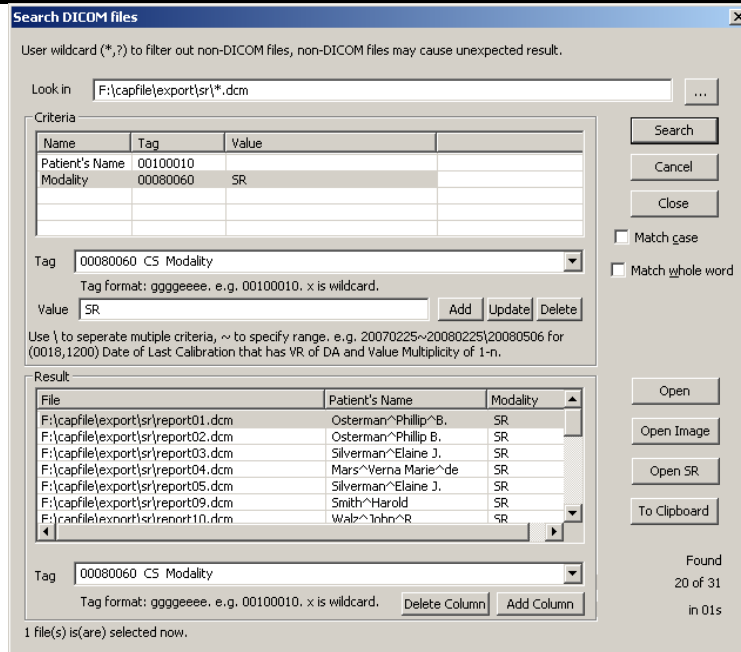 Search DICOM files
User wildcard (*,?) to filter out non-DICOM files, non-DICOM files may cause unexpected result.
Look in F:\capfile\export\sr\*.dcm ...
Criteria
Name Tag Value
Patient's Name 00100010
Modality 00080060 SR
Search
Cancel
Close
Match case
Match whole word
Tag 00080060 CS Modality
Tag format: ggggeeee. e.g. 00100010. x is wildcard.
Value SR Add Update Delete
Use \ to seperate mutiple criteria, ~ to specify range. e.g. 20070225~20080225\20080506 for
(0018,1200) Date of Last Calibration that has VR of DA and Value Multiplicity of 1-n.
Result
File Patient's Name Modality
F:\capfile\export\sr\report01.dcm Osterman^Phillip^B. SR
F:\capfile\export\sr\report02.dcm Osterman^Phillip B. SR
F:\capfile\export\sr\report03.dcm Silverman^Elaine J. SR
F:\capfile\export\sr\report04.dcm Mars^Verna Marie^de SR
F:\capfile\export\sr\report05.dcm Silverman^Elaine J. SR
F:\capfile\export\sr\report09.dcm Smith^Harold SR
F:\capfile\export\sr\report10.dcm Walz^John^R SR
Open
Open Image
Open SR
To Clipboard
Tag 00080060 CS Modality
Tag format: ggggeeee. e.g. 00100010. x is wildcard. Delete Column Add Column
Found
20 of 31
in 01s
1 file(s) is(are) selected now.